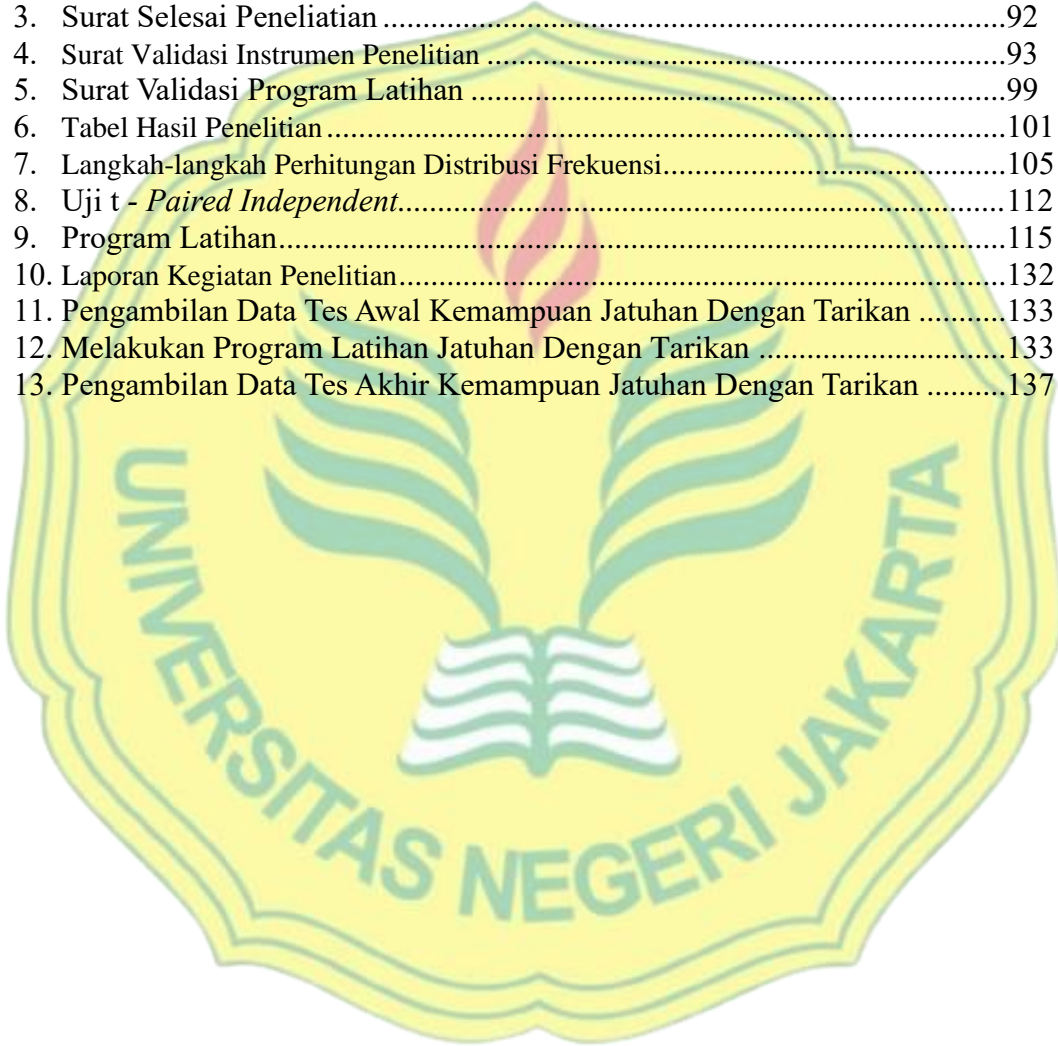 3. Surat Selesai Peneliatian ........................................................................................92
4. Surat Validasi Instrumen Penelitian ..........................................................................93
5. Surat Validasi Program Latihan ............................................................................99
6. Tabel Hasil Penelitian .................................................................................................101
7. Langkah-langkah Perhitungan Distribusi Frekuensi.................................................105
8. Uji t - Paired Independent.......................................................................................112
9. Program Latihan........................................................................................................115
10. Laporan Kegiatan Penelitian.........................................................................................132
11. Pengambilan Data Tes Awal Kemampuan Jatuhan Dengan Tarikan ...........133
12. Melakukan Program Latihan Jatuhan Dengan Tarikan ...................................133
13. Pengambilan Data Tes Akhir Kemampuan Jatuhan Dengan Tarikan ..........137
UNIVERSITAS NEGERI JAKARTA